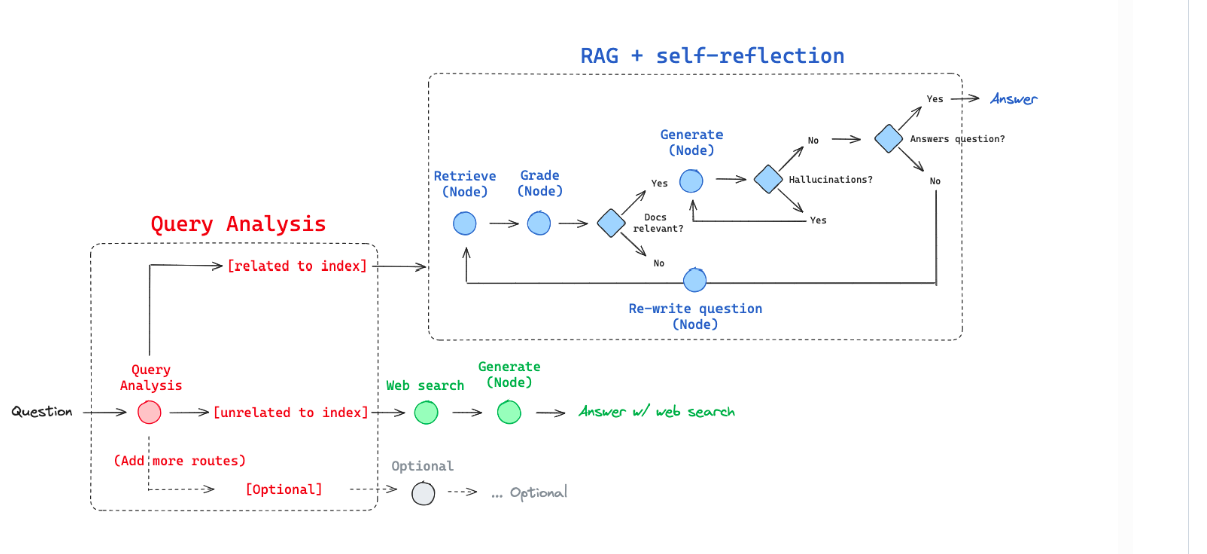 RAG + self-reflection
Yes
Answer
Generate
(Node)
No
Answers question?
Retrieve
(Node)
Grade
(Node)
Yes
Hallucinations?
No
Docs
relevant?
Yes
No
Re-write question
(Node)
Query Analysis
[related to index]
Query
Analysis
Question
[unrelated to index]
Web search
Generate
(Node)
Answer w/ web search
(Add more routes)
[Optional]
Optional
... Optional